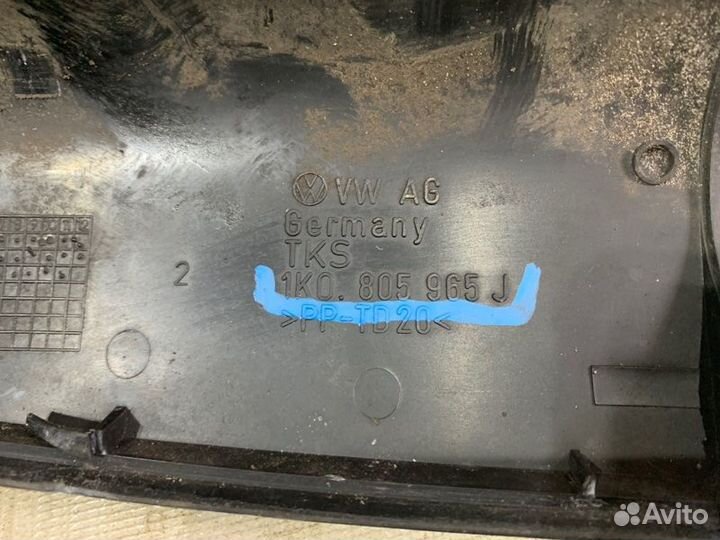 VW AG
Germany
TKS
1K0. 805 965 J
>PP-TD20<
2
Avito